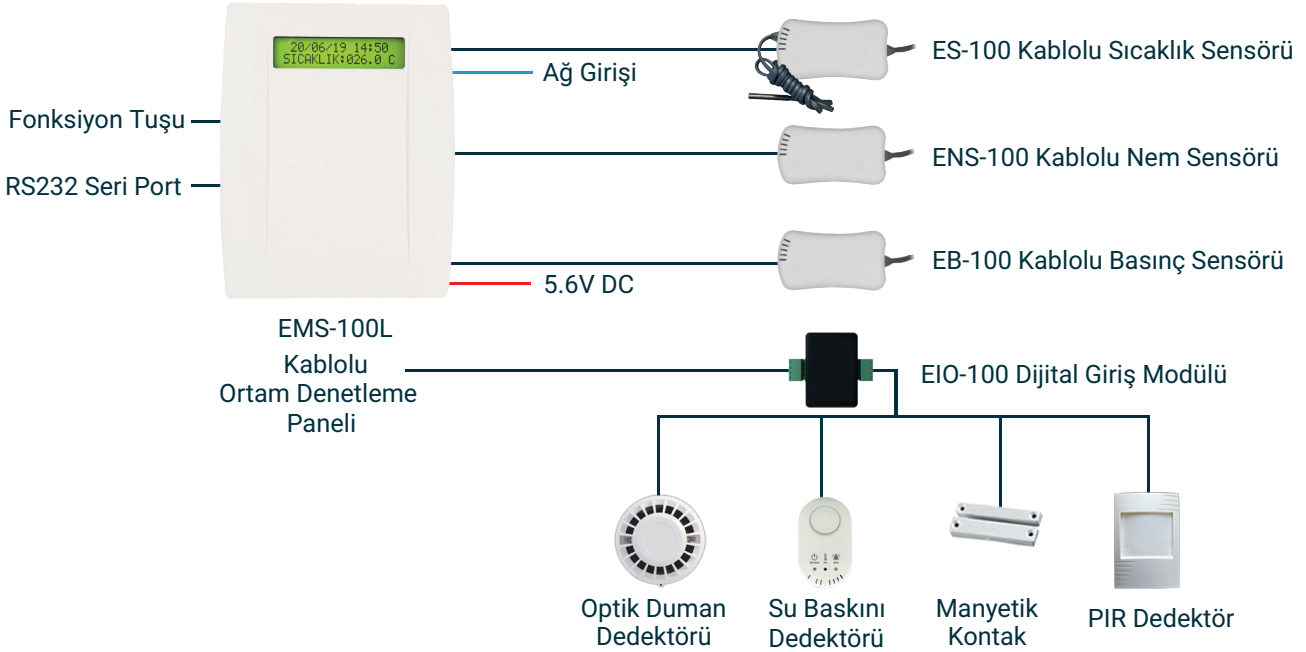 20/06/19 14:50
SICAKLIK:026.0 C
ES-100 Kablolu Sıcaklık Sensörü
Ağ Girişi
Fonksiyon Tuşu
ENS-100 Kablolu Nem Sensörü
RS232 Seri Port
EB-100 Kablolu Basınç Sensörü
5.6V DC
EMS-100L
Kablolu
Ortam Denetleme
Paneli
EIO-100 Dijital Giriş Modülü
Optik Duman
Dedektörü
Su Baskını
Dedektörü
Manyetik
Kontak
PIR Dedektör